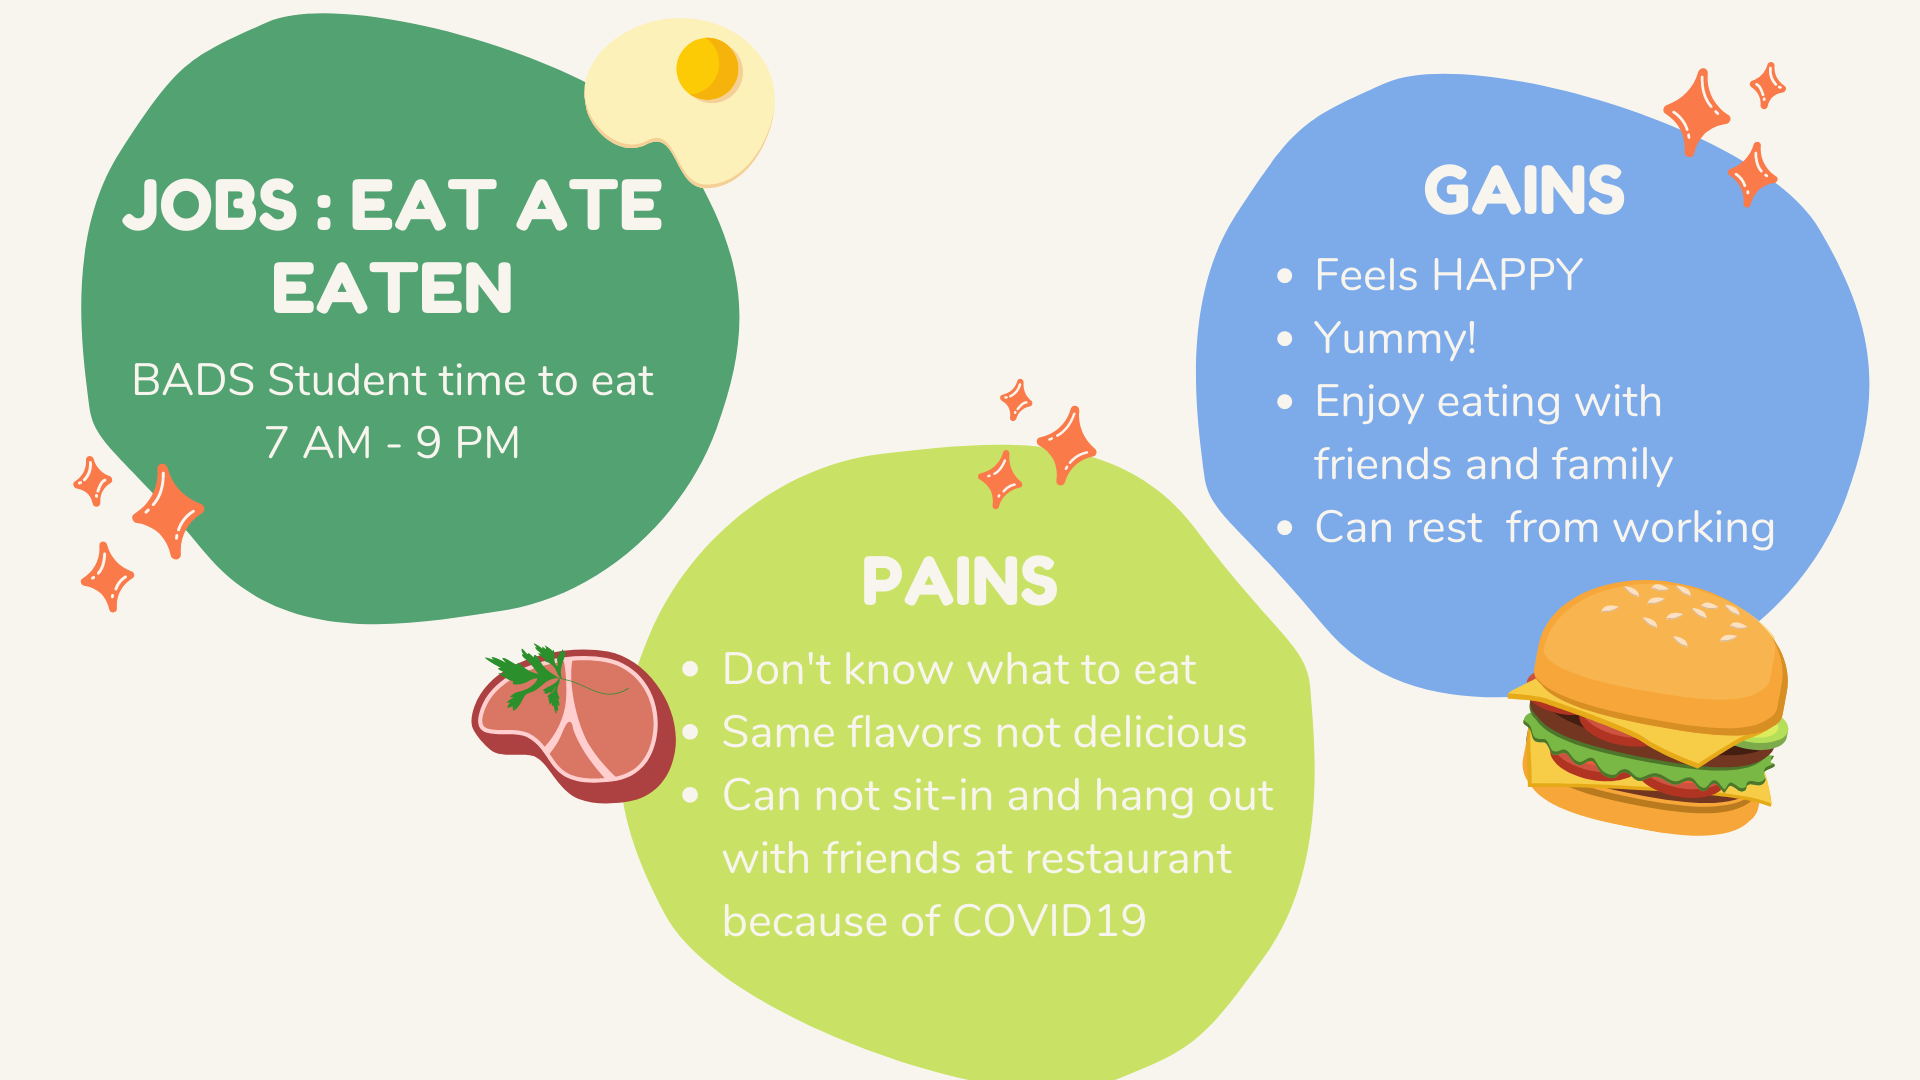 JOBS : EAT ATE
EATEN
BADS Student time to eat
7 AM - 9 PM
PAINS
• Don't know what to eat
• Same flavors not delicious
• Can not sit-in and hang out
with friends at restaurant
because of COVID19
GAINS
• Feels HAPPY
• Yummy!
• Enjoy eating with
friends and family
• Can rest  from working